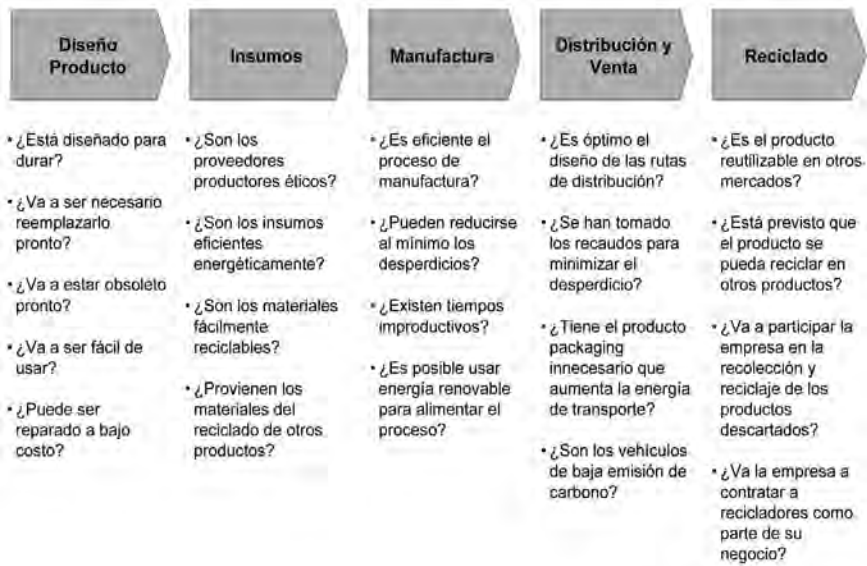 Diseño
Producto
Insumos
Manufactura
Distribución y
Venta
Reciclado
• ¿Está diseñado para
durar?
• ¿Va a ser necesario
reemplazarlo
pronto?
• ¿Va a estar obsoleto
pronto?
• ¿Va a ser fácil de
usar?
• ¿Puede ser
reparado a bajo
costo?
• ¿Son los
proveedores
productores éticos?
• ¿Son los insumos
eficientes
energéticamente?
• ¿Son los materiales
fácilmente
reciclables?
• ¿Provienen los
materiales del
reciclado de otros
productos?
• ¿Es eficiente el
proceso de
manufactura?
• ¿Pueden reducirse
al mínimo los
desperdicios?
• ¿Existen tiempos
improductivos?
• ¿Es posible usar
energía renovable
para alimentar el
proceso?
• ¿Es óptimo el
diseño de las rutas
de distribución?
• ¿Se han tomado
los recaudos para
minimizar el
desperdicio?
• ¿Tiene el producto
packaging
innecesario que
aumenta la energía
de transporte?
• ¿Son los vehículos
de baja emisión de
carbono?
• ¿Es el producto
reutilizable en otros
mercados?
• ¿Está previsto que
el producto se
pueda reciclar en
otros productos?
• ¿Va a participar la
empresa en la
recolección y
reciclaje de los
productos
descartados?
• ¿Va la empresa a
contratar a
recicladores como
parte de su
negocio?